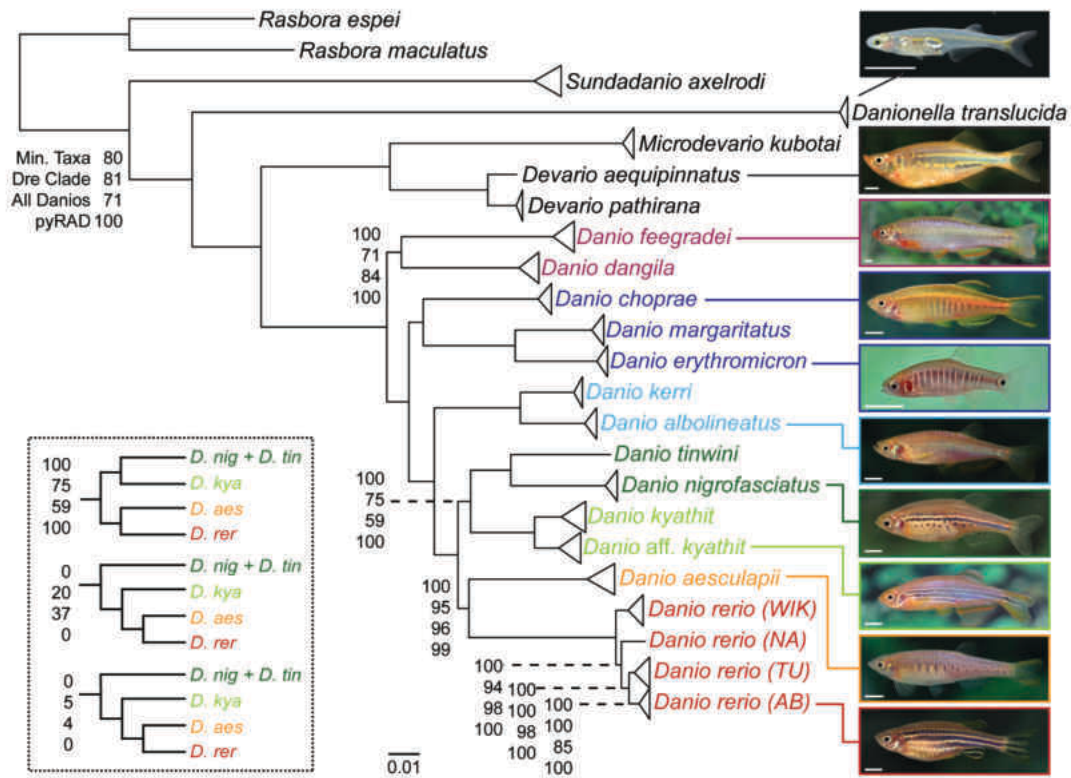 Rasbora espei
Rasbora maculatus
Sundadanio axelrodi
Danionella translucida
Min. Taxa 80
Dre Clade 81
All Danios 71
pyRAD 100
Microdevario kubotai
Devario aequipinnatus
Devario pathirana
100
71
84
100
Danio feegradei
Danio dangila
Danio choprae
Danio margaritatus
Danio erythromicron
Danio kerri
Danio albolineatus
100
75
59
100
Danio tinwini
Danio nigrofasciatus
Danio kyathit
Danio aff. kyathit
Danio aesculapii
100
95
96
99
Danio rerio (WIK)
Danio rerio (NA)
Danio rerio (TU)
Danio rerio (AB)
100
94
98
100
100
100
98
100
100
100
85
100
0.01
100
75
59
100
D. nig + D. tin
D. kya
D. aes
D. rer
0
20
37
0
D. nig + D. tin
D. kya
D. aes
D. rer
0
5
4
0
D. nig + D. tin
D. kya
D. aes
D. rer